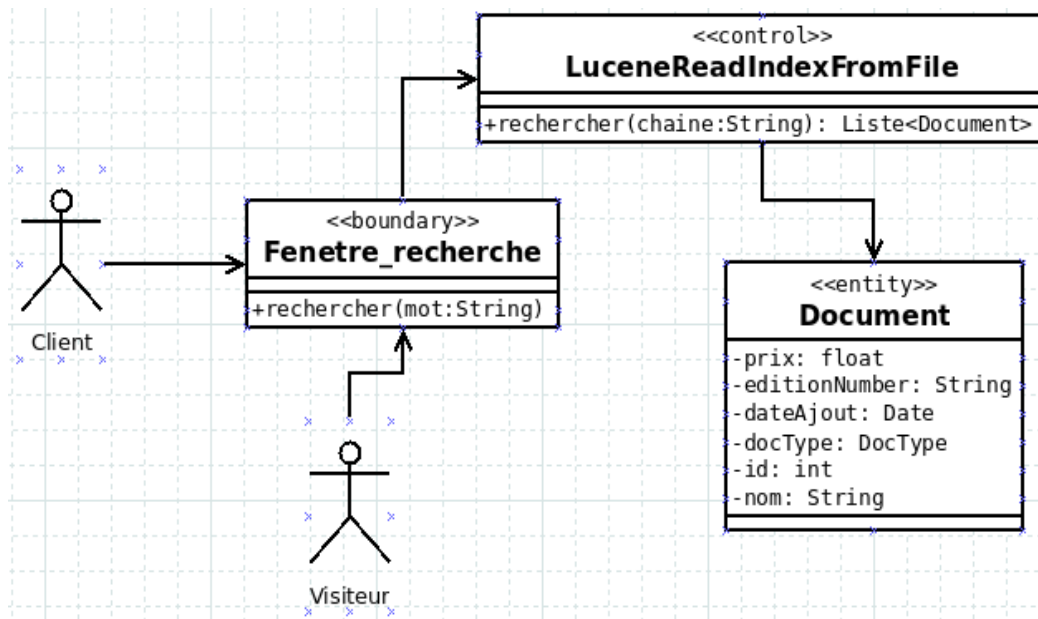 <<control>>
LuceneReadIndexFromFile
+rechercher(chaine:String): Liste<Document>
<<boundary>>
Fenetre_recherche
+rechercher(mot:String)
Client
Visiteur
<<entity>>
Document
-prix: float
-editionNumber: String
-dateAjout: Date
-docType: DocType
-id: int
-nom: String